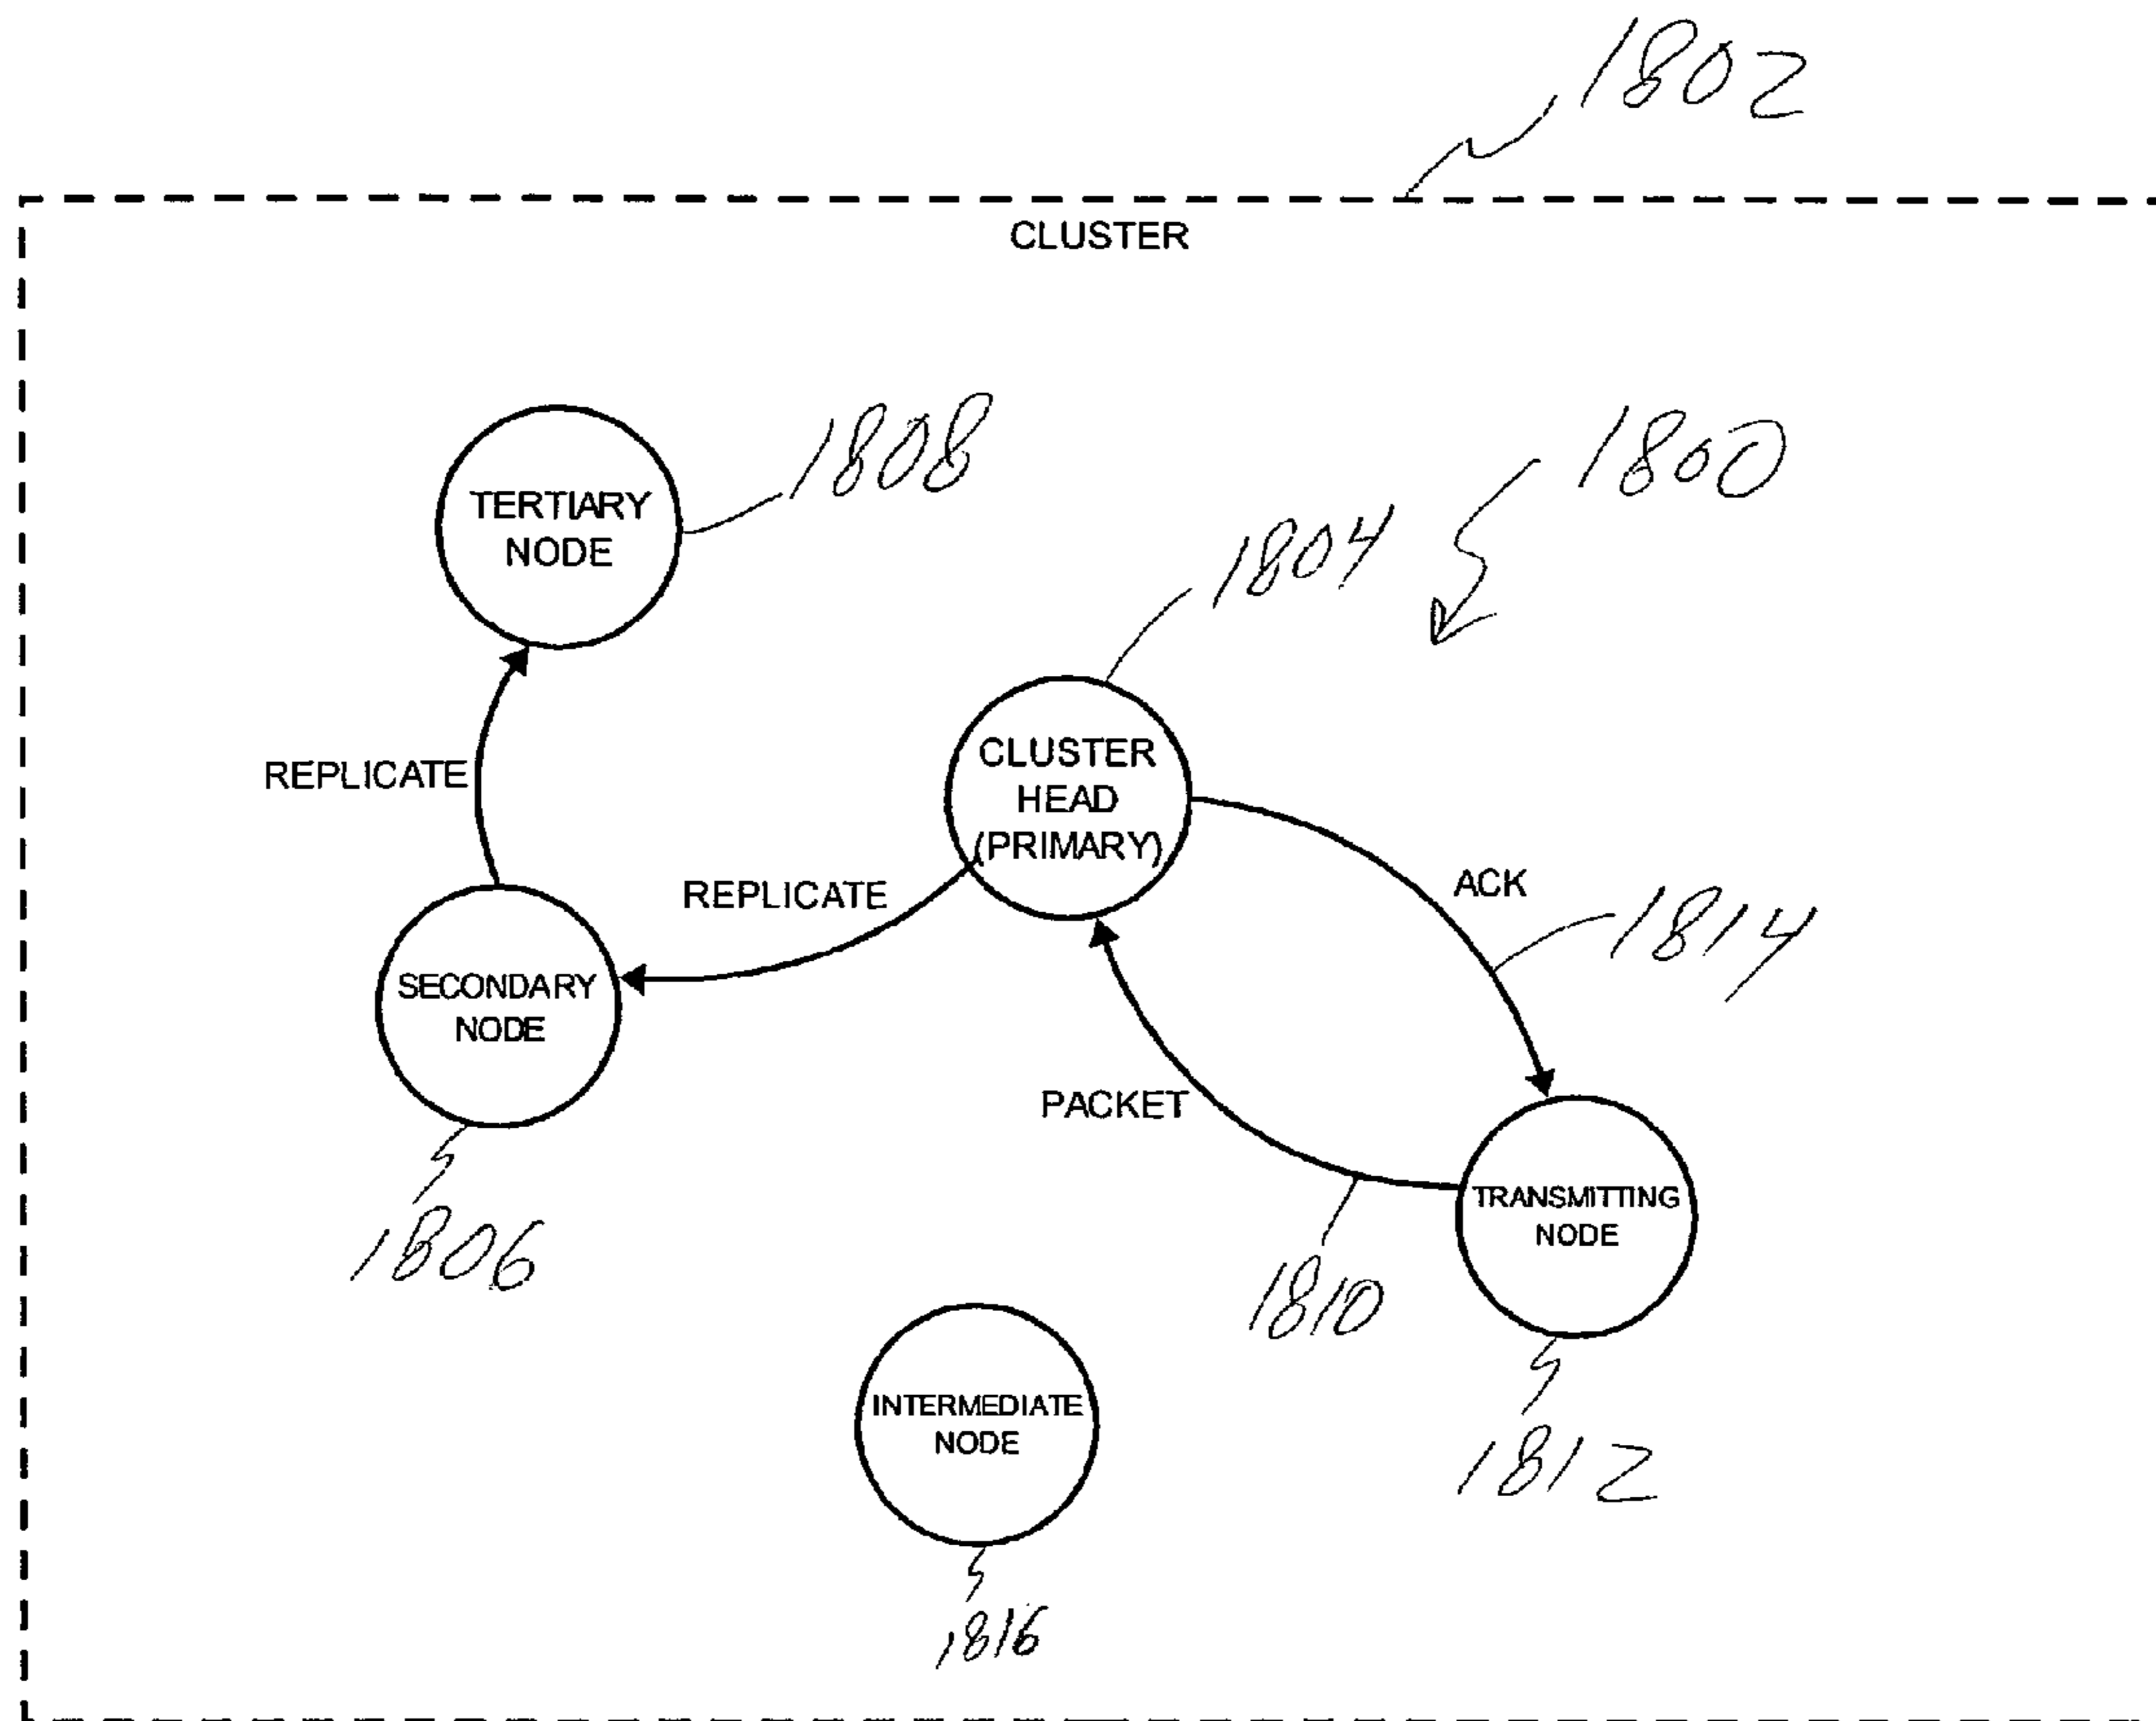 1802
CLUSTER
1808
1800
TERTIARY
NODE
1804
CLUSTER
HEAD
(PRIMARY)
REPLICATE
ACK
REPLICATE
1814
SECONDARY
NODE
PACKET
TRANSMITTING
NODE
1806
1810
INTERMEDIATE
NODE
1812
1816